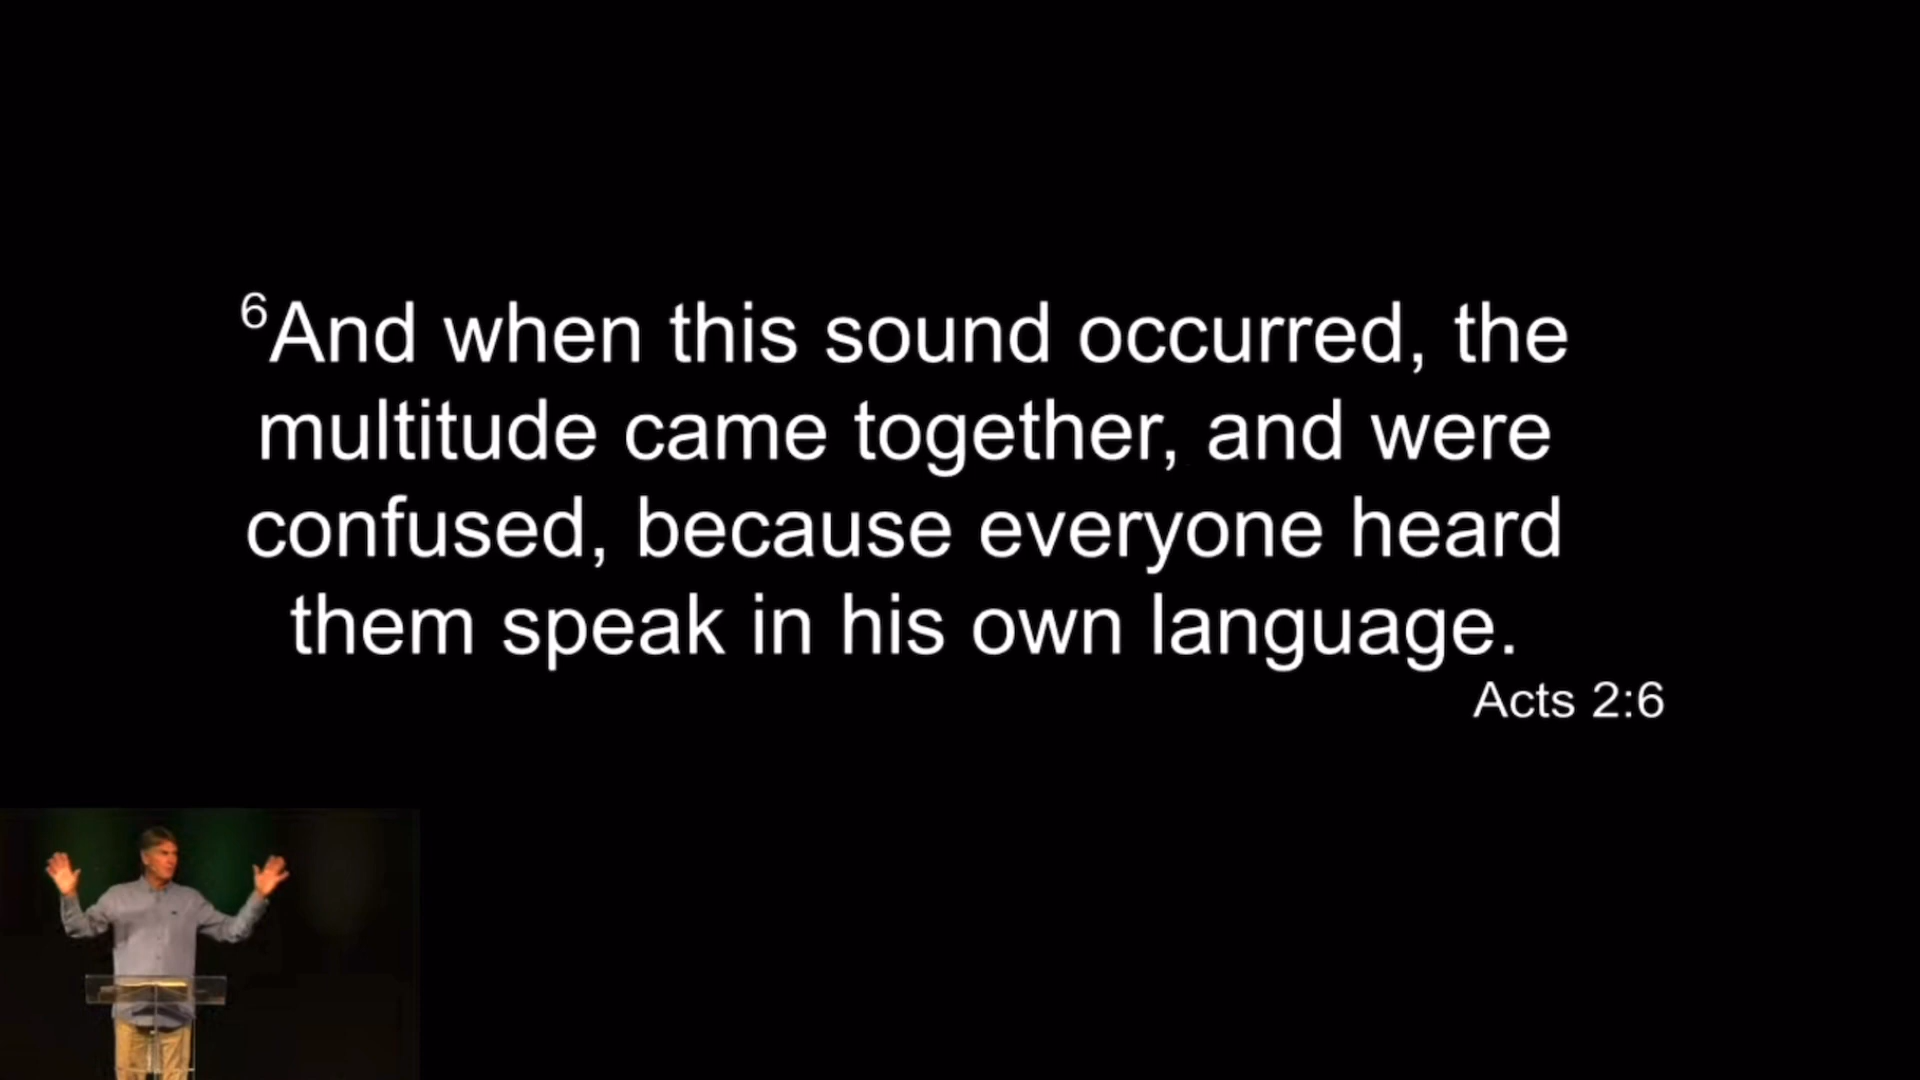 ⁶And when this sound occurred, the
multitude came together, and were
confused, because everyone heard
them speak in his own language.
Acts 2:6